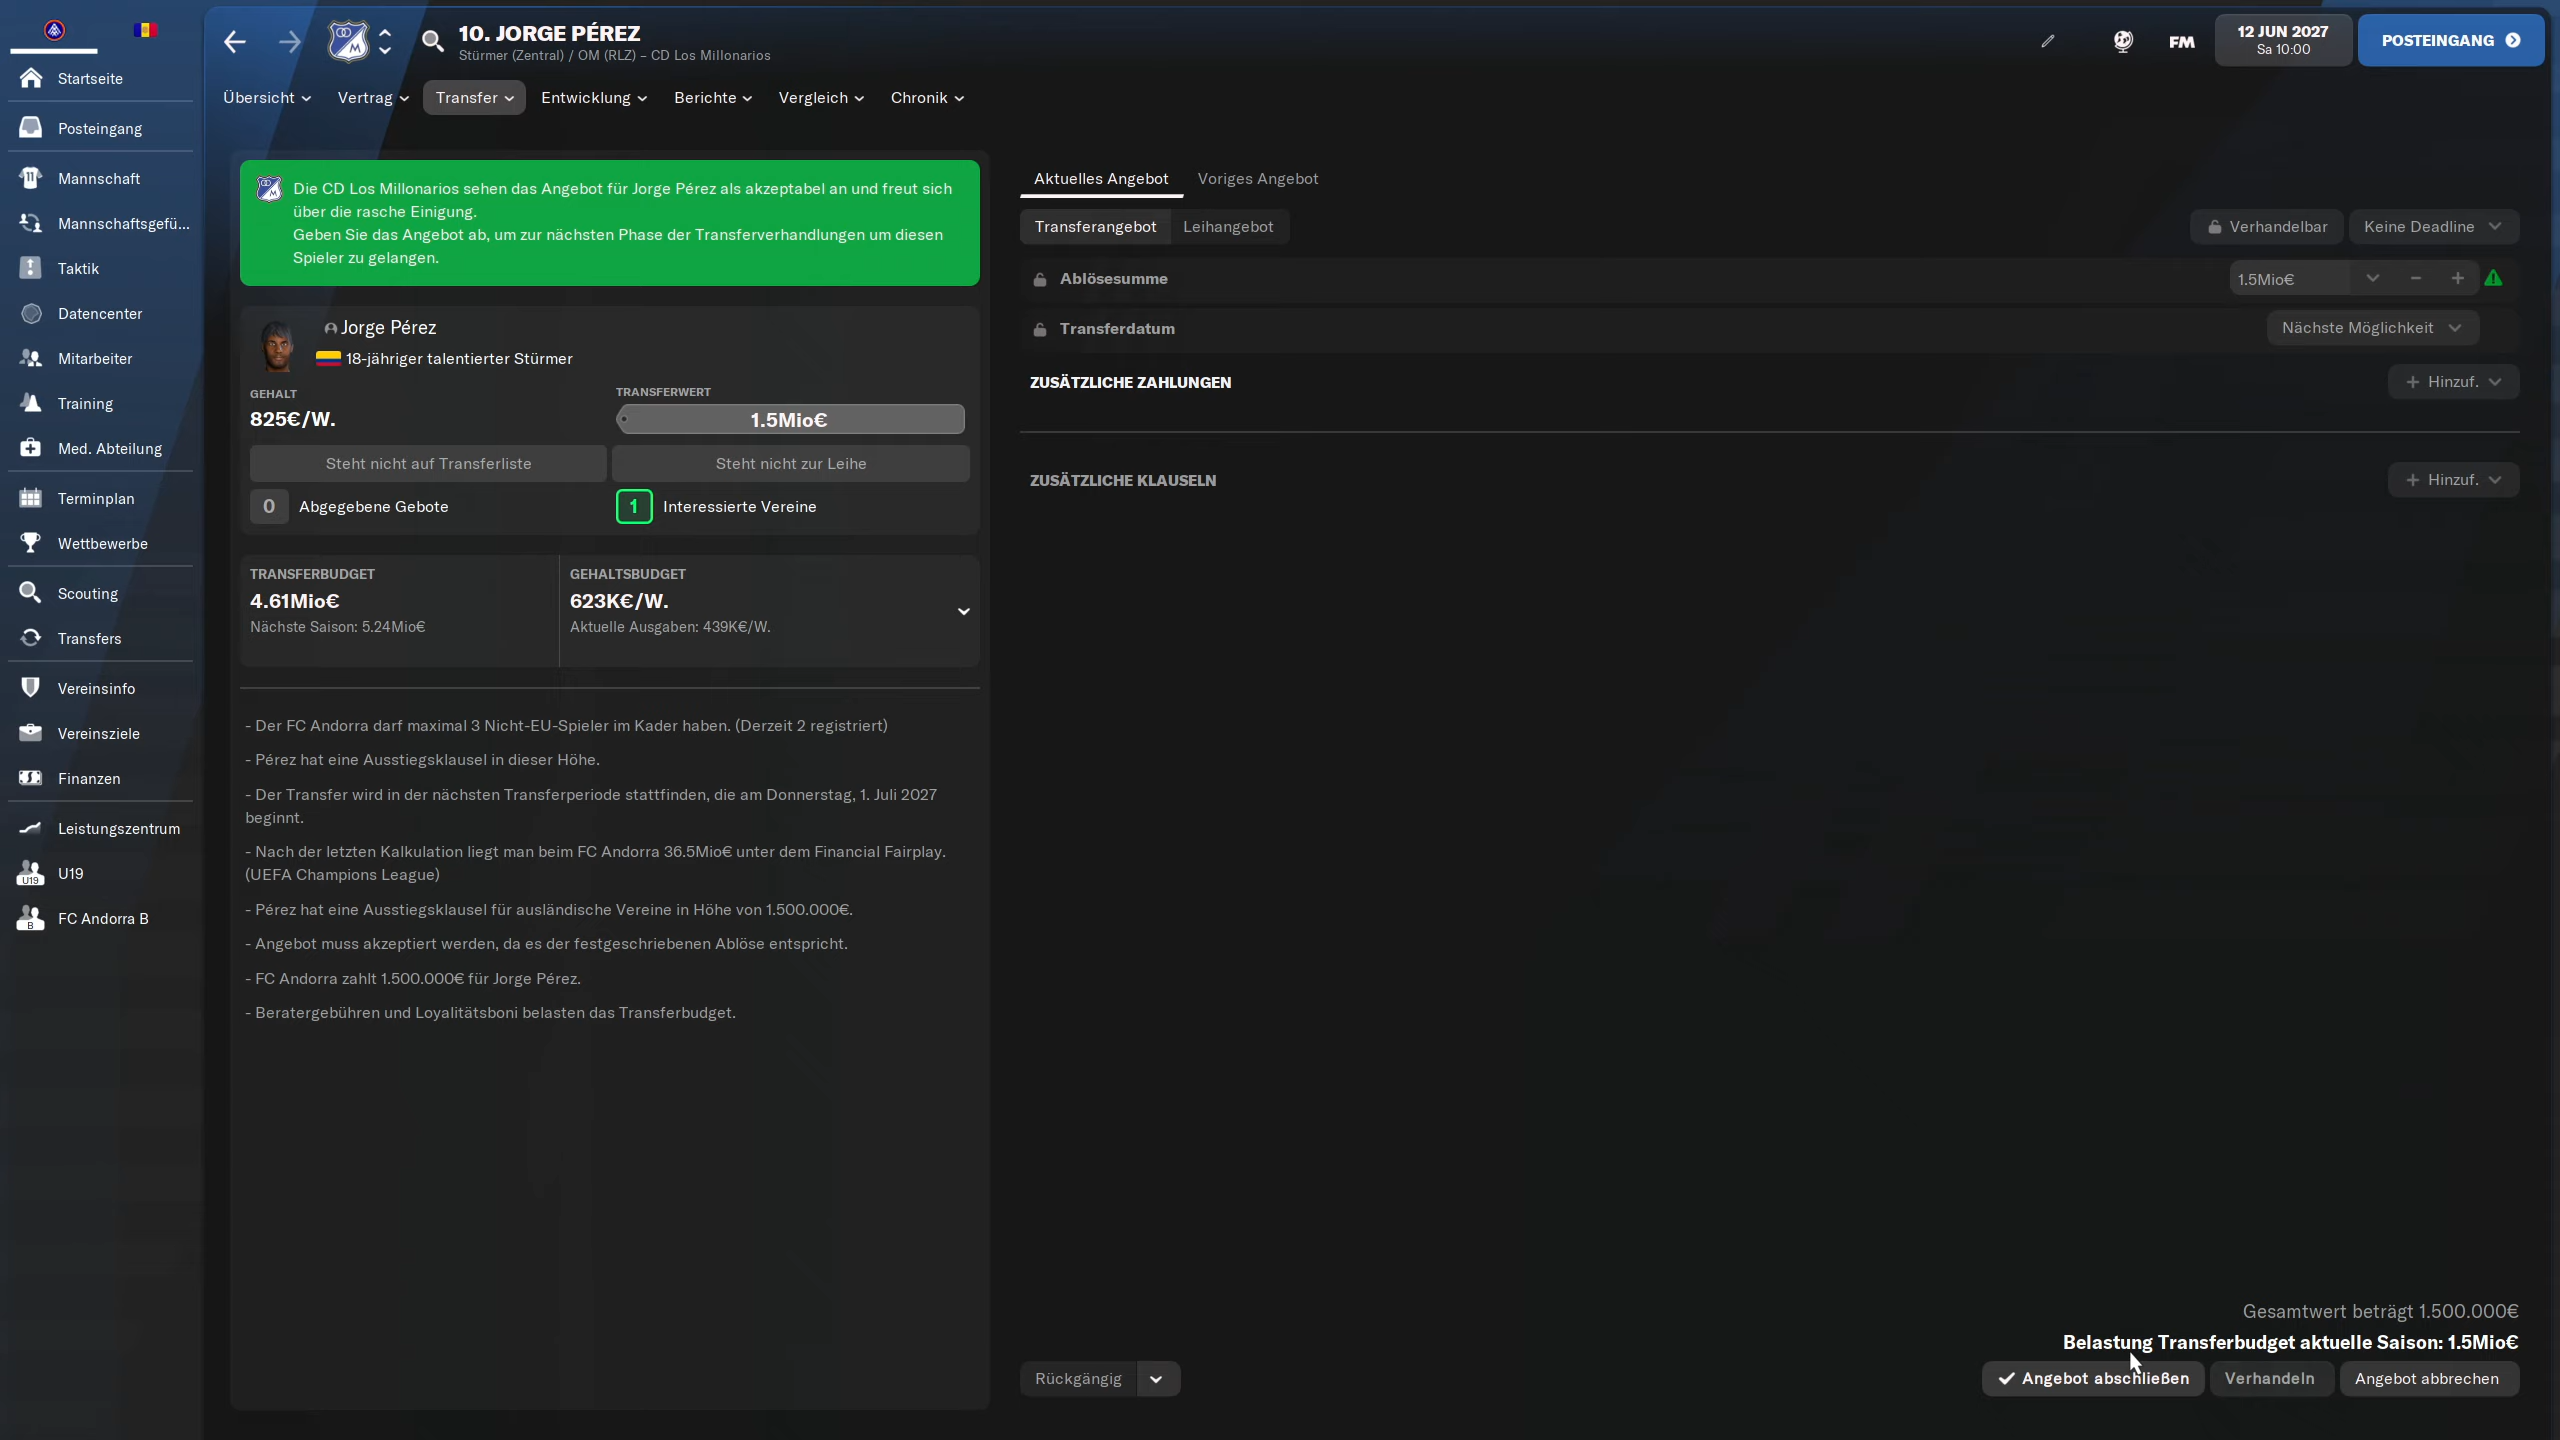 10. JORGE PÉREZ
Stürmer (Zentral) / OM (RLZ) – CD Los Millonarios
FM
12 JUN 2027
Sa 10:00
POSTEINGANG
Startseite
Posteingang
Mannschaft
Mannschaftsgefü...
Taktik
Datencenter
Mitarbeiter
Training
Med. Abteilung
Terminplan
Wettbewerbe
Scouting
Transfers
Vereinsinfo
Vereinsziele
Finanzen
Leistungszentrum
U19
U19
B
FC Andorra B
Übersicht
Vertrag
Transfer
Entwicklung
Berichte
Vergleich
Chronik
Die CD Los Millonarios sehen das Angebot für Jorge Pérez als akzeptabel an und freut sich
über die rasche Einigung.
Geben Sie das Angebot ab, um zur nächsten Phase der Transferverhandlungen um diesen
Spieler zu gelangen.
Jorge Pérez
18-jähriger talentierter Stürmer
GEHALT
825€/W.
TRANSFERWERT
1.5Mio€
Steht nicht auf Transferliste
Steht nicht zur Leihe
0 Abgegebene Gebote
1 Interessierte Vereine
TRANSFERBUDGET
4.61Mio€
Nächste Saison: 5.24Mio€
GEHALTSBUDGET
623K€/W.
Aktuelle Ausgaben: 439K€/W.
- Der FC Andorra darf maximal 3 Nicht-EU-Spieler im Kader haben. (Derzeit 2 registriert)
- Pérez hat eine Ausstiegsklausel in dieser Höhe.
- Der Transfer wird in der nächsten Transferperiode stattfinden, die am Donnerstag, 1. Juli 2027
beginnt.
- Nach der letzten Kalkulation liegt man beim FC Andorra 36.5Mio€ unter dem Financial Fairplay.
(UEFA Champions League)
- Pérez hat eine Ausstiegsklausel für ausländische Vereine in Höhe von 1.500.000€.
- Angebot muss akzeptiert werden, da es der festgeschriebenen Ablöse entspricht.
- FC Andorra zahlt 1.500.000€ für Jorge Pérez.
- Beratergebühren und Loyalitätsboni belasten das Transferbudget.
Aktuelles Angebot
Voriges Angebot
Transferangebot
Leihangebot
Verhandelbar
Keine Deadline
Ablösesumme
1.5Mio€
Transferdatum
Nächste Möglichkeit
ZUSÄTZLICHE ZAHLUNGEN
+ Hinzuf.
ZUSÄTZLICHE KLAUSELN
+ Hinzuf.
Gesamtwert beträgt 1.500.000€
Belastung Transferbudget aktuelle Saison: 1.5Mio€
Rückgängig
Angebot abschließen
Verhandeln
Angebot abbrechen